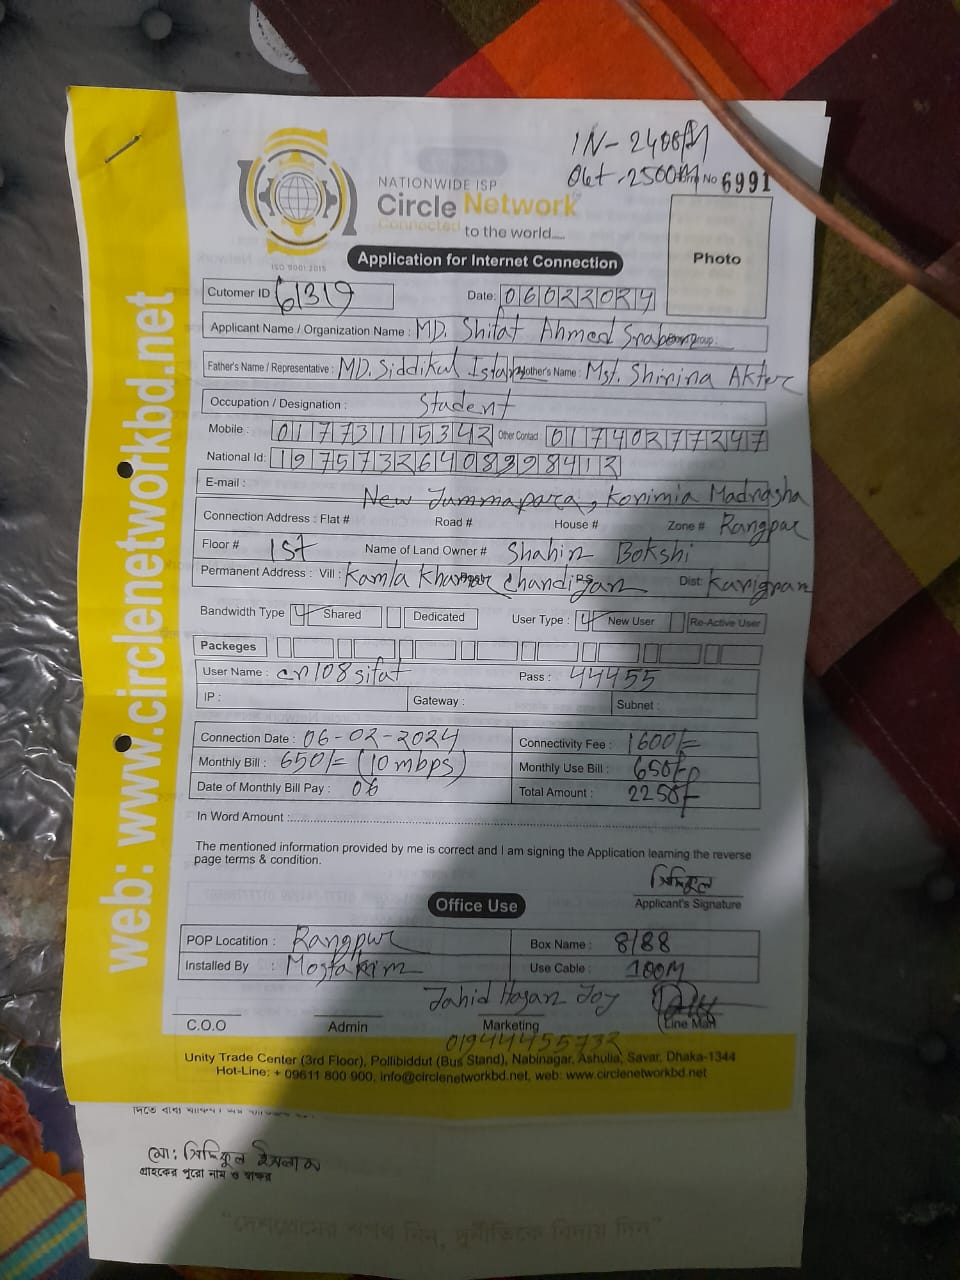 IN-2408M
Out-2500M No 6991
NATIONWIDE ISP
Circle Network
Connected to the world....
ISO 9001:2015
Application for Internet Connection
Photo
Cutomer ID 61319 Date: 06022024
Applicant Name / Organization Name : MD. Shifat Ahmed
Father's Name / Representative : MD. Siddikul Islam Mother's Name : Mst. Shirina Akter
Occupation / Designation : Student
Mobile : 01773115342 Other Contact : 01740277247
National Id: 19757326408398412
E-mail :
New Jummapara, Korimia Madrasha
Connection Address : Flat # Road # House # Zone # Rangpur
Floor # 1st Name of Land Owner # Shahin Bokshi
Permanent Address : Vill : Kamla Dist:
Bandwidth Type Shared Dedicated User Type : New User Re-Active User
Packeges
User Name : cn108sifat Pass : 44455
IP : Gateway : Subnet :
Connection Date : 06-02-2024 Connectivity Fee : 1600/=
Monthly Bill : 650/= (10 mbps) Monthly Use Bill : 650/=
Date of Monthly Bill Pay : 06 Total Amount : 2250/=
In Word Amount :
The mentioned information provided by me is correct and I am signing the Application learning the reverse
page terms & condition.
সিদ্দিকুল
Applicant's Signature
Office Use
POP Locatition : Rangpur Box Name : 8/88
Installed By : Mostakim Use Cable : 100M
Jahid Hasan Joy
C.O.O Admin Marketing Line Man
01944455732
Unity Trade Center (3rd Floor), Pollibiddut (Bus Stand), Nabinagar, Ashulia, Savar, Dhaka-1344
Hot-Line: + 09611 800 900, info@circlenetworkbd.net, web: www.circlenetworkbd.net
web: www.circlenetworkbd.net
মো: সিদ্দিকুল ইসলাম
গ্রাহকের পুরো নাম ও স্বাক্ষর
"দেশপ্রেমের শপথ নিন, দুর্নীতিকে বিদায় দিন"